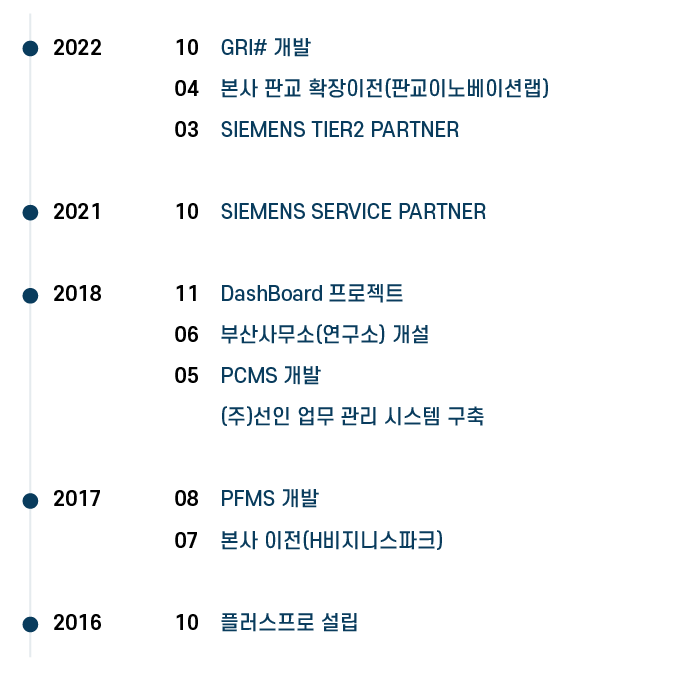 2022 10 GRI# 개발
04 본사 판교 확장이전(판교이노베이션랩)
03 SIEMENS TIER2 PARTNER
2021 10 SIEMENS SERVICE PARTNER
2018 11 DashBoard 프로젝트
06 부산사무소(연구소) 개설
05 PCMS 개발
(주)선인 업무 관리 시스템 구축
2017 08 PFMS 개발
07 본사 이전(H비지니스파크)
2016 10 플러스프로 설립